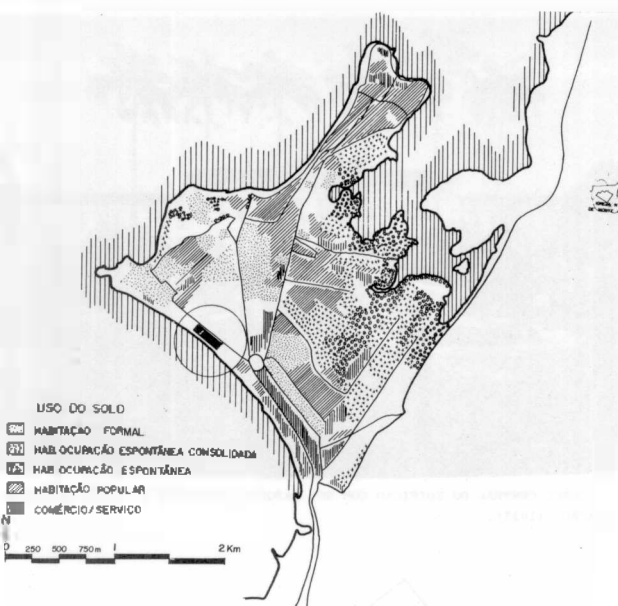 USO DO SOLO
HABITAÇÃO FORMAL
HAB. OCUPAÇÃO ESPONTÂNEA CONSOLIDADA
HAB OCUPAÇÃO ESPONTÂNEA
HABITAÇÃO POPULAR
COMÉRCIO/SERVIÇO
N
0 250 500 750m 1 2 Km